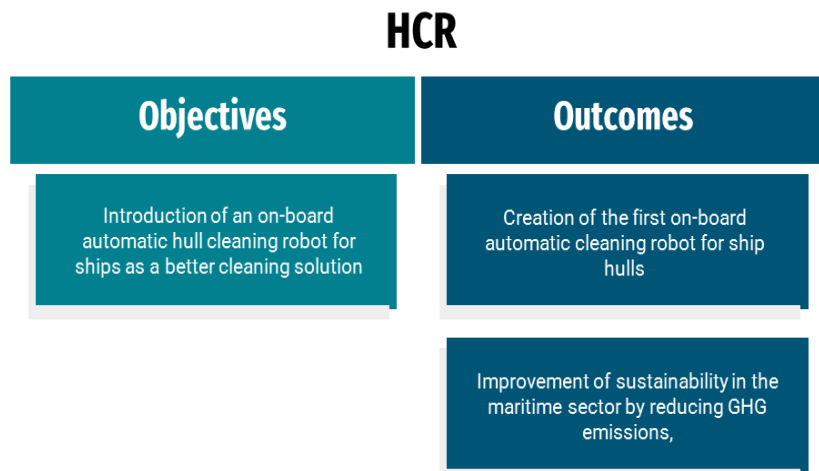 HCR
Objectives
Outcomes
Introduction of an on-board
automatic hull cleaning robot for
ships as a better cleaning solution
Creation of the first on-board
automatic cleaning robot for ship
hulls
Improvement of sustainability in the
maritime sector by reducing GHG
emissions,